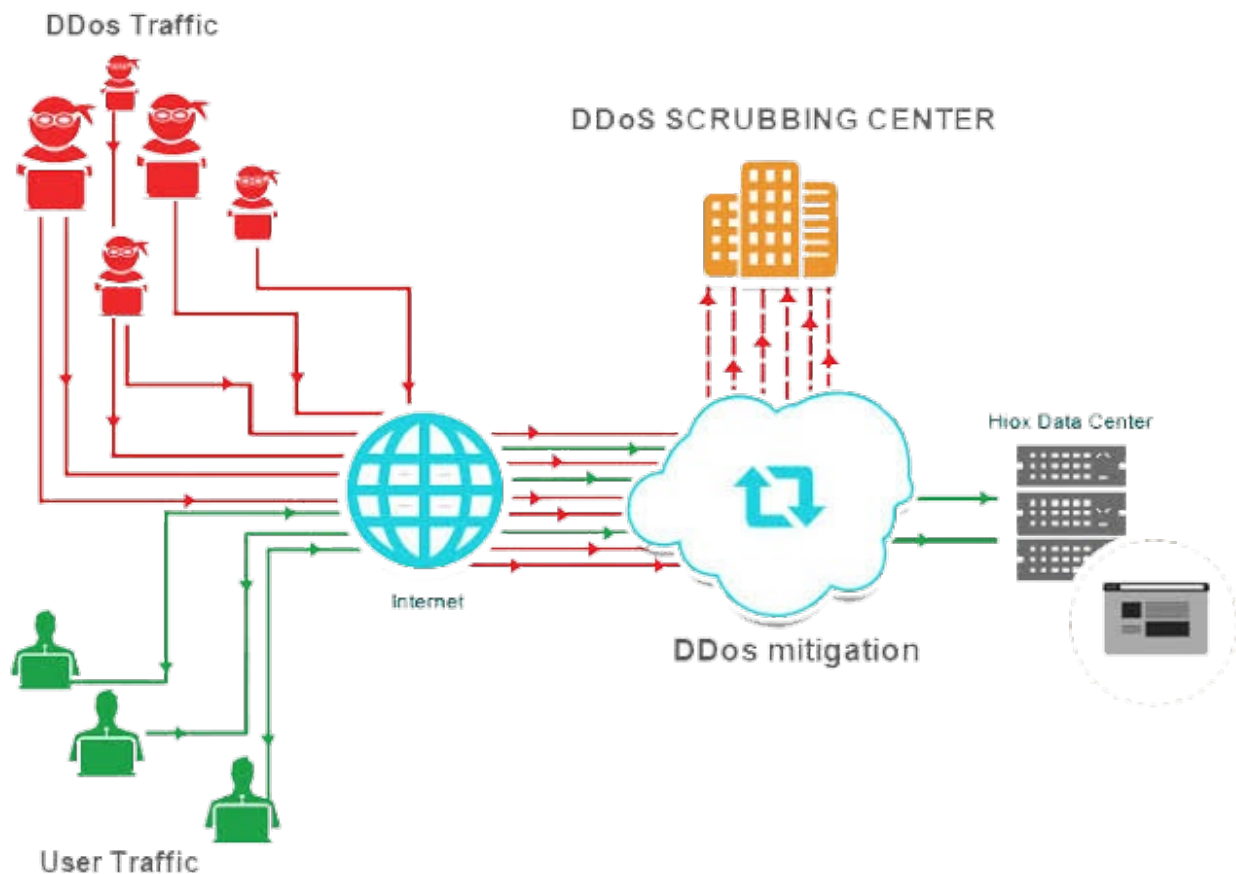 DDos Traffic
DDoS SCRUBBING CENTER
Hiox Data Center
Internet
DDos mitigation
User Traffic